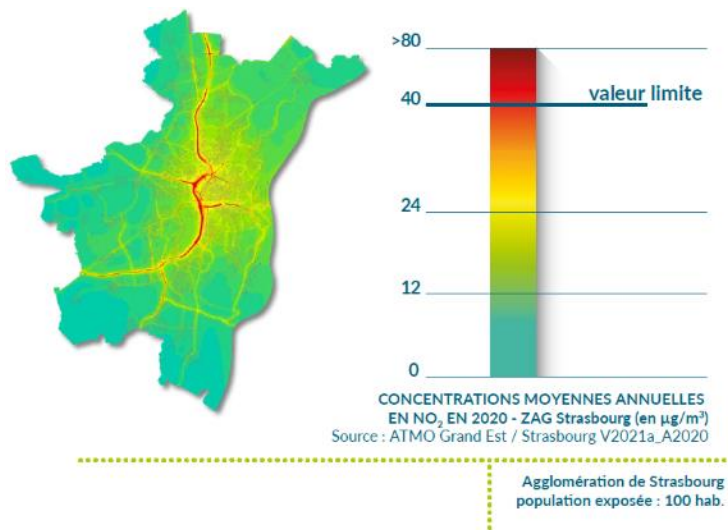 >80
40
valeur limite
24
12
0
CONCENTRATIONS MOYENNES ANNUELLES
EN NO₂ EN 2020 - ZAG Strasbourg (en µg/m³)
Source : ATMO Grand Est / Strasbourg V2021a_A2020
Agglomération de Strasbourg
population exposée : 100 hab.